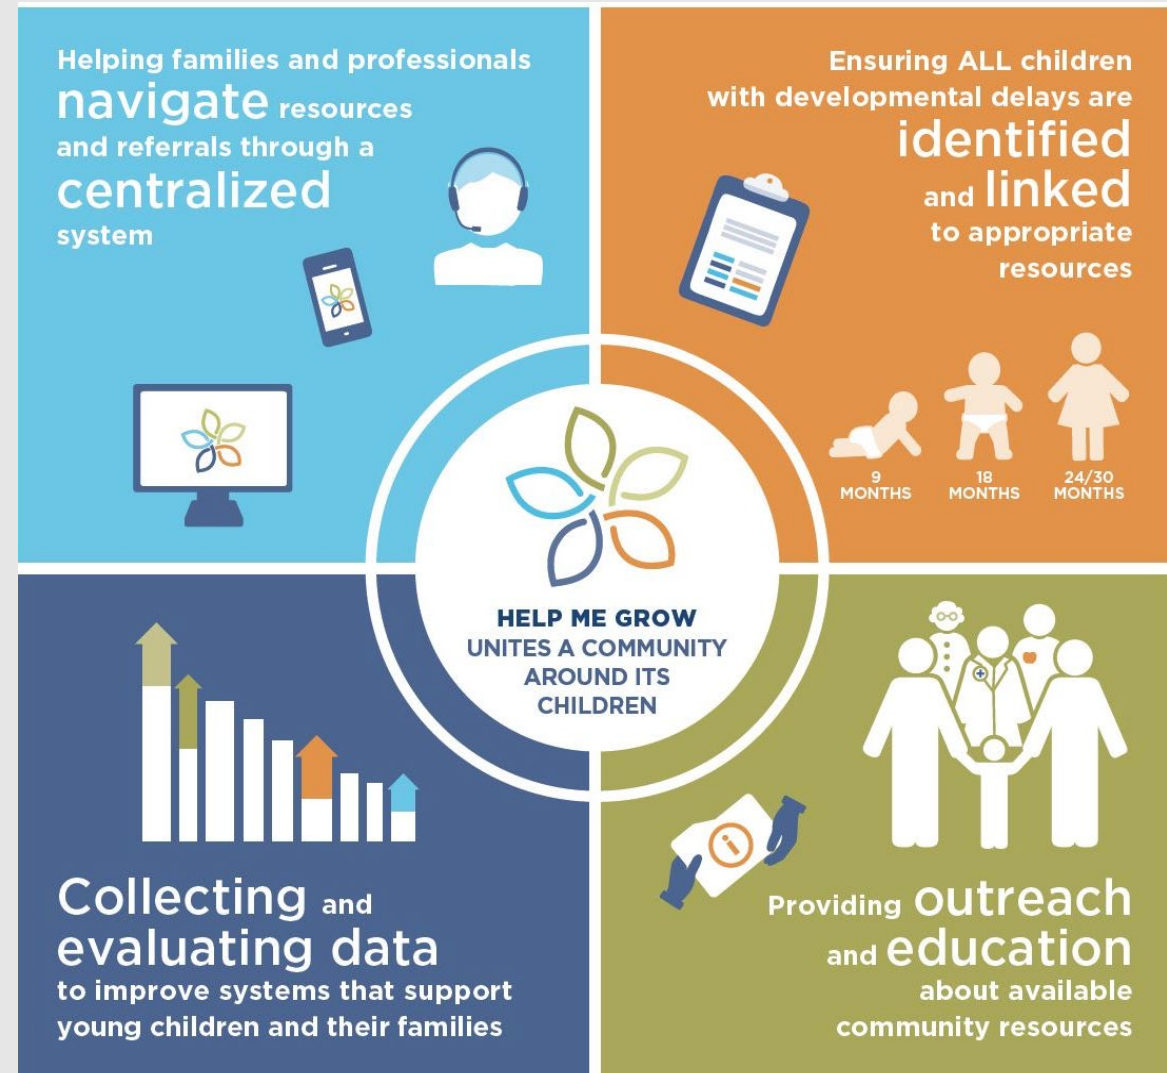 Helping families and professionals
navigate resources
and referrals through a
centralized
system
Ensuring ALL children
with developmental delays are
identified
and linked
to appropriate
resources
9
MONTHS
18
MONTHS
24/30
MONTHS
HELP ME GROW
UNITES A COMMUNITY
AROUND ITS
CHILDREN
Collecting and
evaluating data
to improve systems that support
young children and their families
i
Providing outreach
and education
about available
community resources